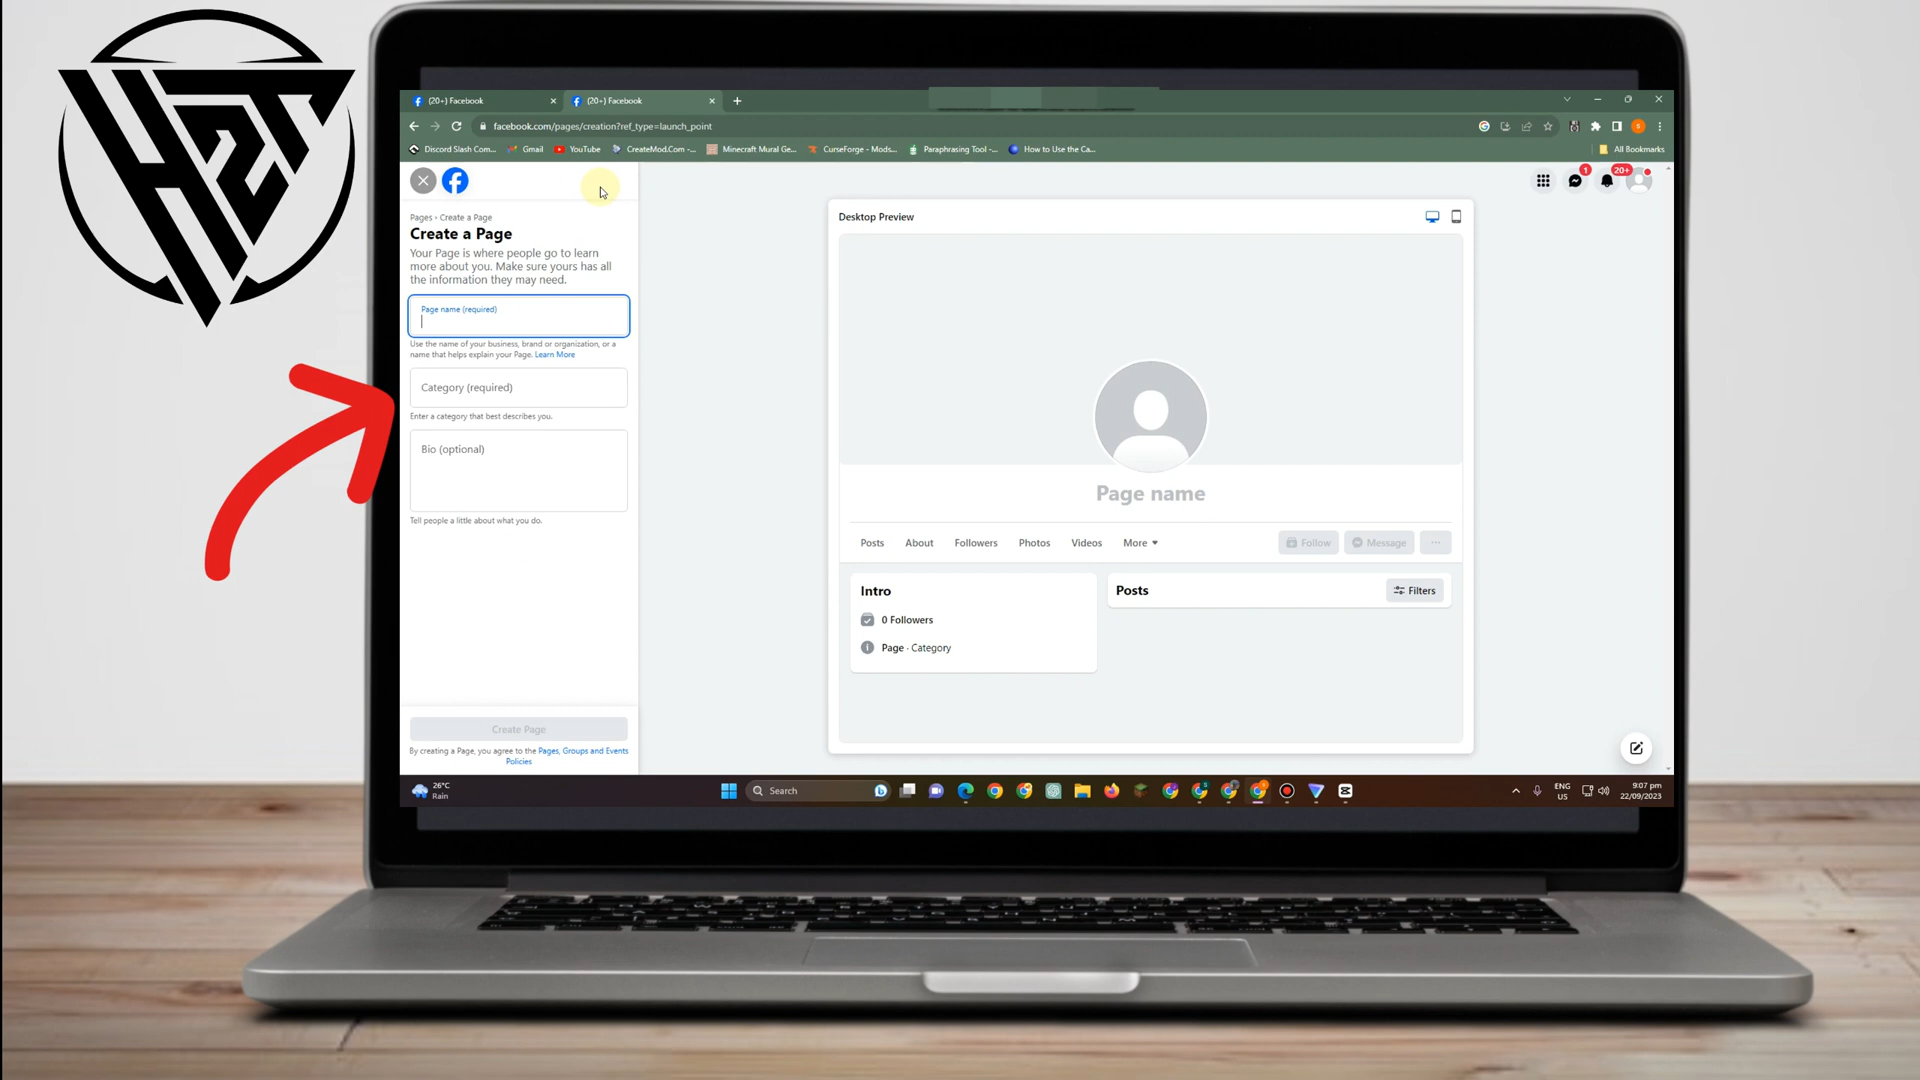 H2T
(20+) Facebook
(20+) Facebook
facebook.com/pages/creation?ref_type=launch_point
Discord Slash Com...
Gmail
YouTube
CreateMod.Com -...
Minecraft Mural Ge...
CurseForge - Mods...
Paraphrasing Tool -...
How to Use the Ca...
All Bookmarks
1
20+
Pages › Create a Page
Create a Page
Your Page is where people go to learn
more about you. Make sure yours has all
the information they may need.
Page name (required)
Use the name of your business, brand or organization, or a
name that helps explain your Page. Learn More
Category (required)
Enter a category that best describes you.
Bio (optional)
Tell people a little about what you do.
Create Page
By creating a Page, you agree to the Pages, Groups and Events
Policies
Desktop Preview
Page name
Posts
About
Followers
Photos
Videos
More
Follow
Message
Intro
0 Followers
Page · Category
Posts
Filters
26°C
Rain
Search
ENG
US
9:07 pm
22/09/2023